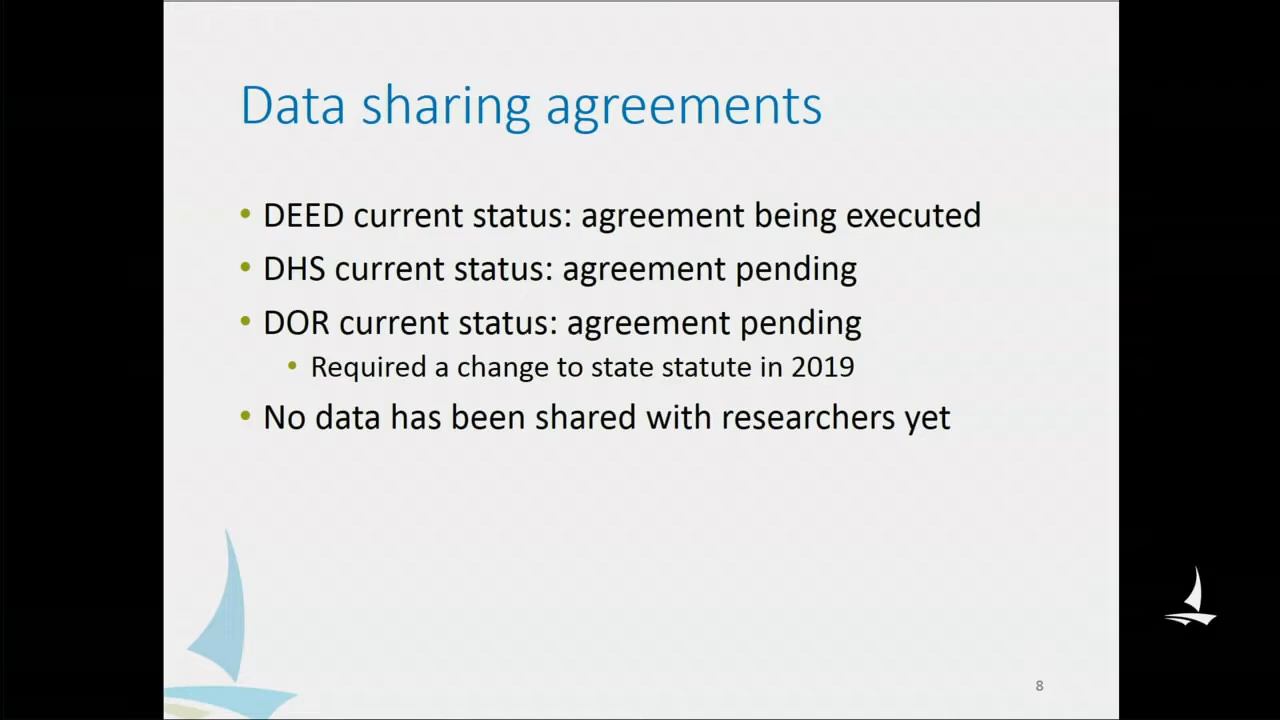 Data sharing agreements
• DEED current status: agreement being executed
• DHS current status: agreement pending
• DOR current status: agreement pending
• Required a change to state statute in 2019
• No data has been shared with researchers yet
8